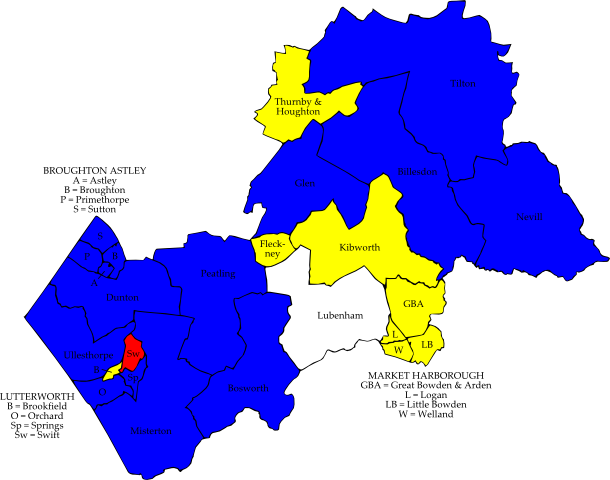 Tilton
Thurnby &
Houghton
BROUGHTON ASTLEY
A = Astley
B = Broughton
P = Primethorpe
S = Sutton
Billesdon
Glen
Nevill
S
P
B
A
Fleck-
ney
Kibworth
Peatling
Dunton
GBA
Lubenham
L
LB
W
Ullesthorpe
Sw
B
Sp
O
Bosworth
Misterton
LUTTERWORTH
B = Brookfield
O = Orchard
Sp = Springs
Sw = Swift
MARKET HARBOROUGH
GBA = Great Bowden & Arden
L = Logan
LB = Little Bowden
W = Welland